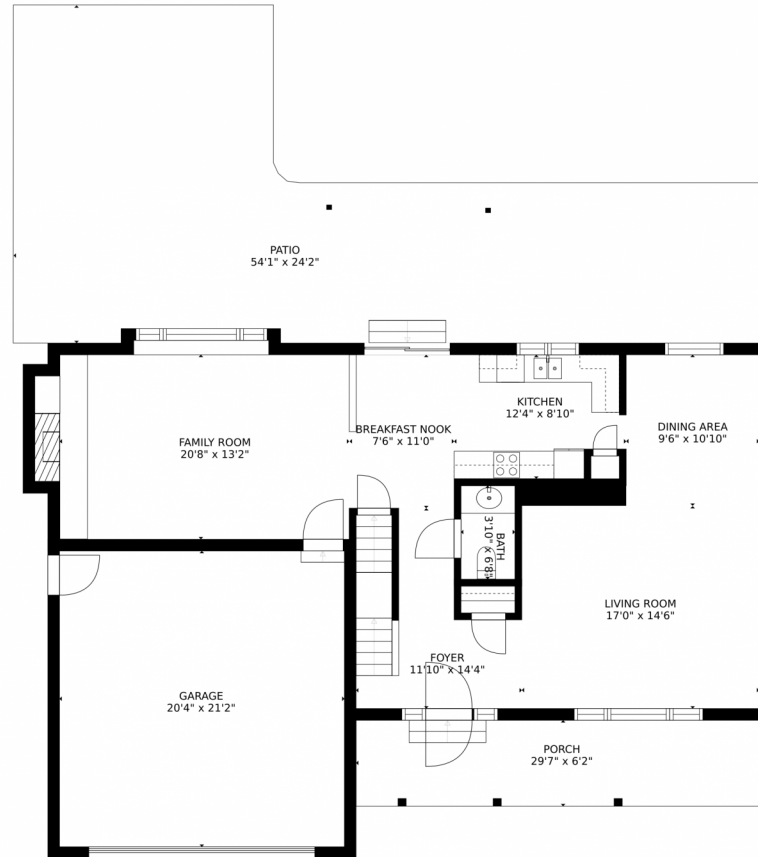 PATIO
54'1" x 24'2"
KITCHEN
12'4" x 8'10"
BREAKFAST NOOK
7'6" x 11'0"
DINING AREA
9'6" x 10'10"
FAMILY ROOM
20'8" x 13'2"
BATH
3'10" x 6'8"
LIVING ROOM
17'0" x 14'6"
FOYER
11'10" x 14'4"
GARAGE
20'4" x 21'2"
PORCH
29'7" x 6'2"